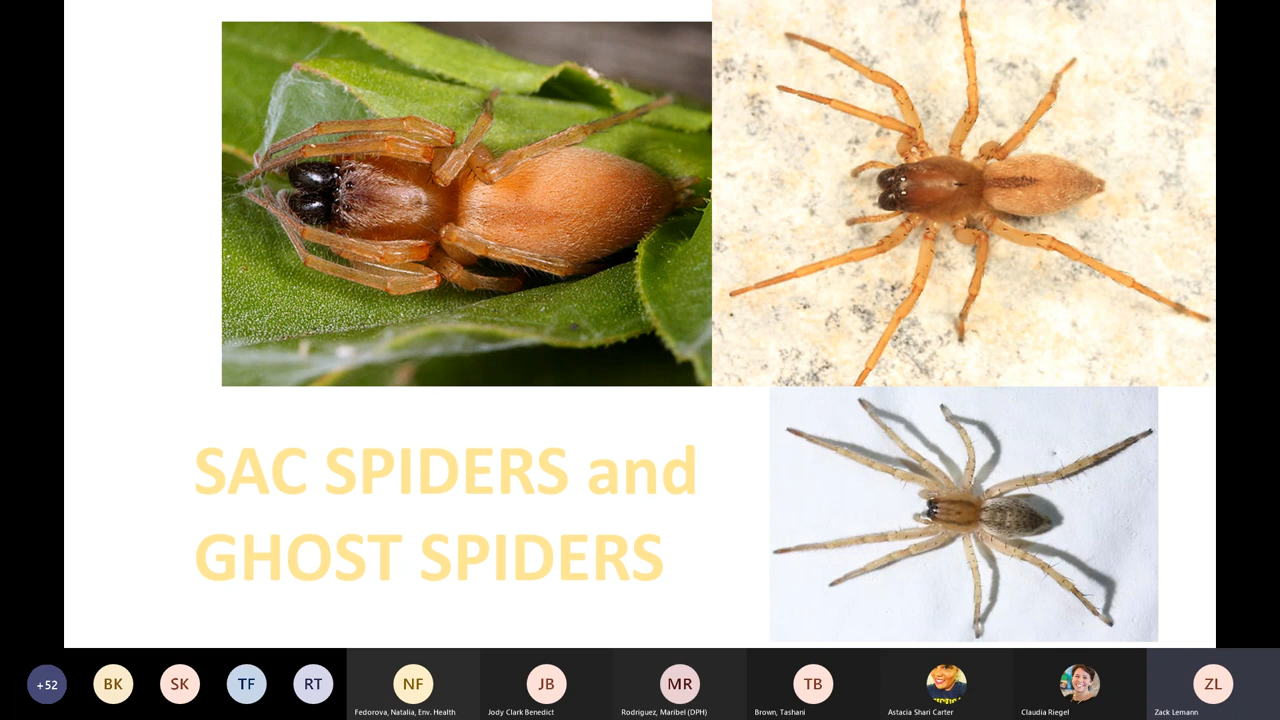 SAC SPIDERS and
GHOST SPIDERS
+52
BK
SK
TF
RT
NF
JB
MR
TB
ZL
Fedorova, Natalia, Env. Health
Jody Clark Benedict
Rodriguez, Maribel (DPH)
Brown, Tashani
Astacia Shari Carter
Claudia Riegel
Zack Lemann